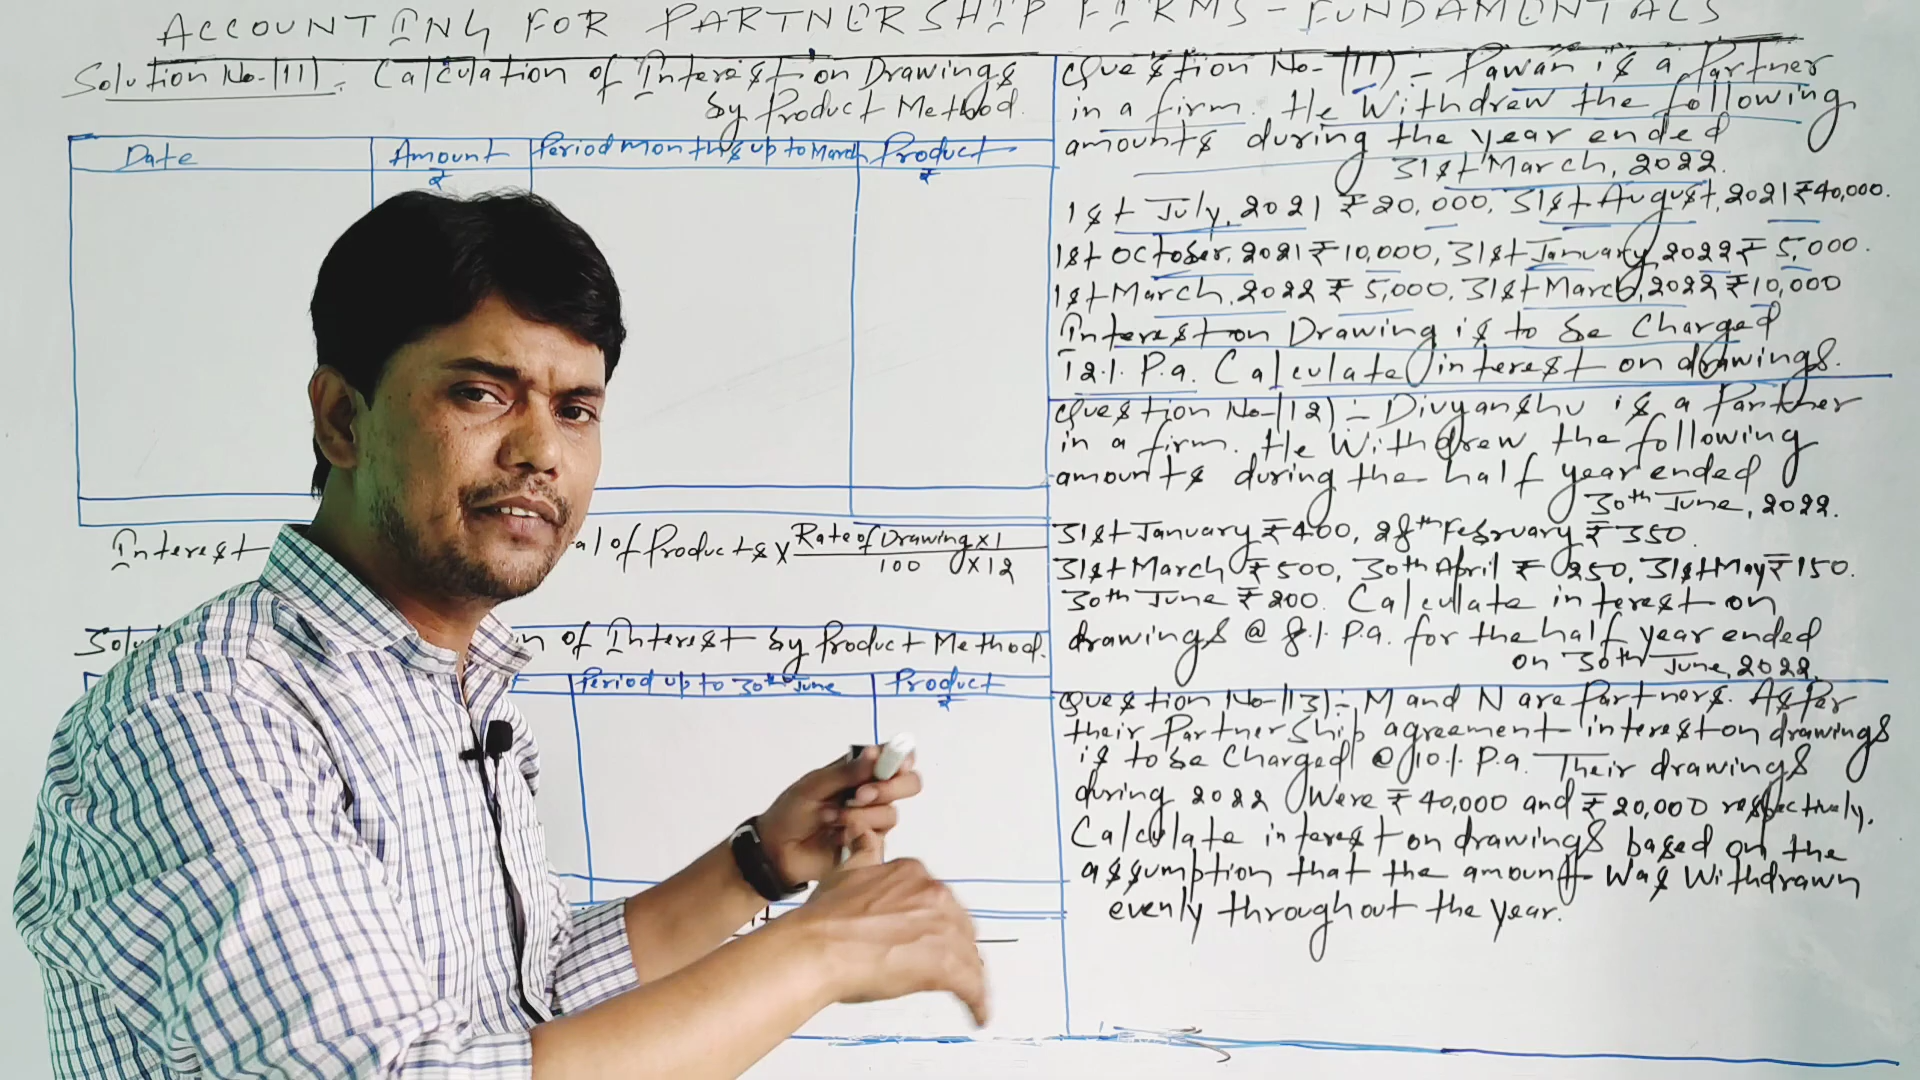 ACCOUNTING FOR PARTNERSHIP FIRMS - FUNDAMENTALS
Solution No-(11) : Calculation of Interest on Drawings
by Product Method.
Date Amount ₹ Period Months up to March Product ₹
Interest
of Products × Rate of Drawing × 1
100 × 12
of Interest by Product Method.
Period up to 30th June Product ₹
Question No-(11) :- Pawan is a Partner
in a firm. He Withdrew the following
amounts during the year ended
31st March, 2022.
1st July, 2021 ₹ 20,000, 31st August, 2021 ₹ 40,000.
1st October, 2021 ₹ 10,000, 31st January, 2022 ₹ 5,000.
1st March, 2022 ₹ 5,000, 31st March, 2022 ₹ 10,000
Interest on Drawing is to be Charged
12% P.a. Calculate interest on drawings.
Question No-(12) :- Divyanshu is a Partner
in a firm. He Withdrew the following
amounts during the half year ended
30th June, 2022.
31st January ₹ 400, 28th February ₹ 350.
31st March ₹ 500, 30th April ₹ 250, 31st May ₹ 150.
30th June ₹ 200. Calculate interest on
drawings @ 8% P.a. for the half year ended
on 30th June, 2022.
Question No-(13) :- M and N are Partners. As Per
their Partnership agreement interest on drawings
is to be Charged @ 10% P.a. Their drawings
during 2022 Were ₹ 40,000 and ₹ 20,000 respectively.
Calculate interest on drawings based on the
assumption that the amount Was Withdrawn
evenly throughout the year.